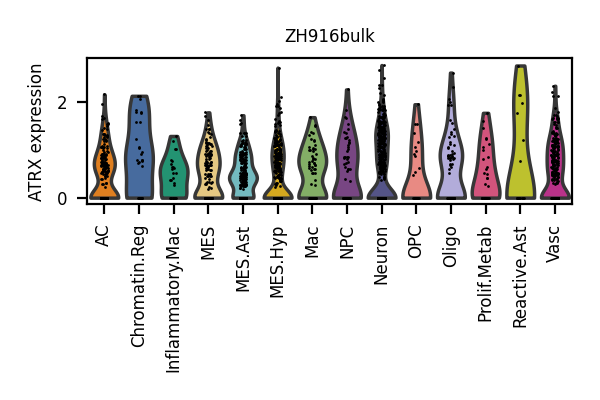 ZH916bulk
ATRX expression
2
0
AC
Chromatin.Reg
Inflammatory.Mac
MES
MES.Ast
MES.Hyp
Mac
NPC
Neuron
OPC
Oligo
Prolif.Metab
Reactive.Ast
Vasc